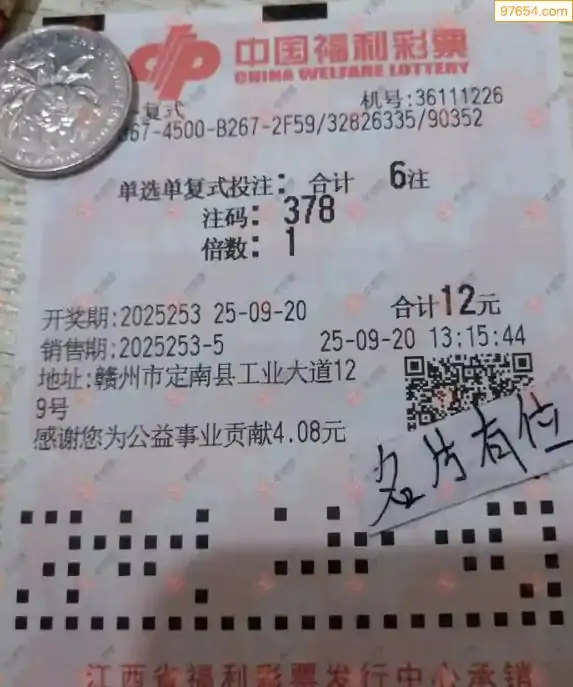 97654.com
中国福利彩票
CHINA WELFARE LOTTERY
复式
机号:36111226
67-4500-B267-2F59/32826335/90352
单选单复式投注: 合计 6注
注码: 378
倍数: 1
开奖期:2025253 25-09-20 合计12元
销售期:2025253-5 25-09-20 13:15:44
地址:赣州市定南县工业大道12
9号
感谢您为公益事业贡献4.08元
名片有位
江西省福利彩票发行中心承销